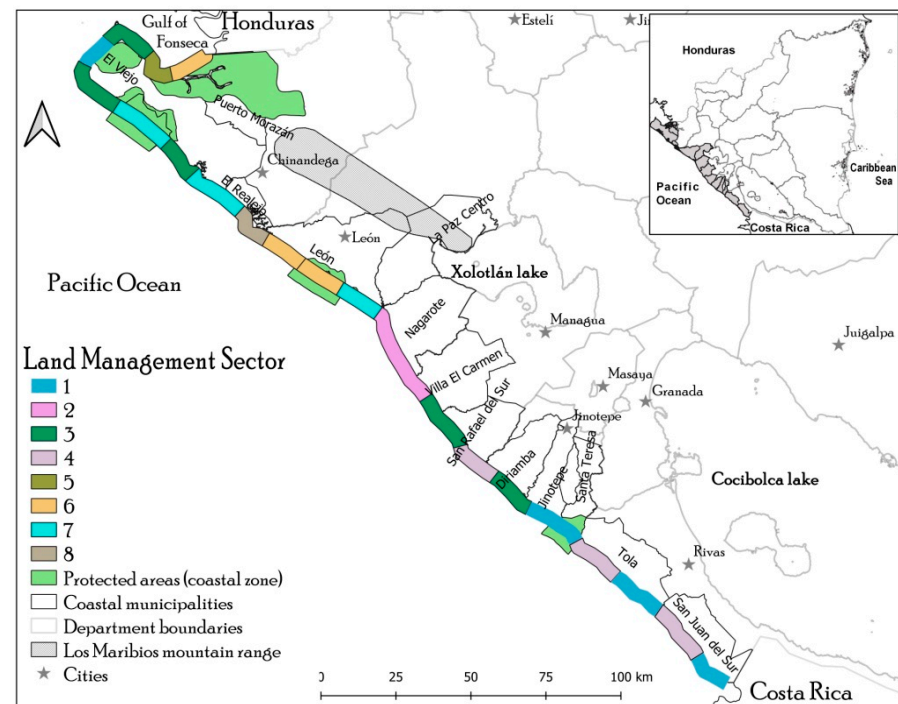 Honduras
Gulf of
Fonseca
Estelí
Honduras
El Viejo
Puerto Morazán
Chinandega
Caribbean
Sea
Pacific
Ocean
Costa Rica
El Realejo
La Paz Centro
León
León
Xolotlán lake
Pacific Ocean
Nagarote
Managua
Juigalpa
Land Management Sector
1
2
3
4
5
6
7
8
Protected areas (coastal zone)
Coastal municipalities
Department boundaries
Los Maribios mountain range
Cities
Villa El Carmen
Masaya
Granada
San Rafael del Sur
Jinotepe
Diriamba
Jinotepe
Santa Teresa
Cocibolca lake
Tola
Rivas
San Juan del Sur
0 25 50 75 100 km
Costa Rica